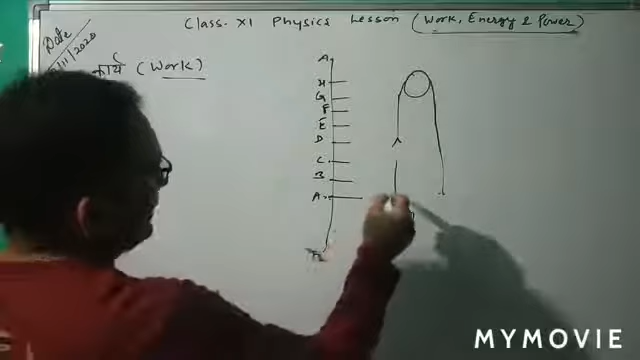 Class-XI Physics Lesson (Work, Energy & Power)
Date
/11/2020
कार्य (Work)
A
H
G
F
E
D
C
B
A
MYMOVIE